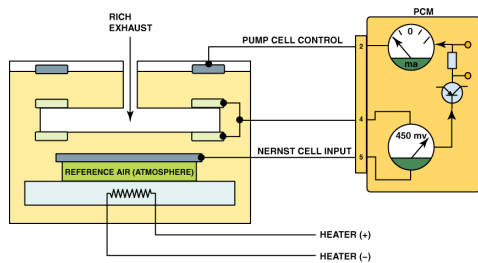 RICH
EXHAUST
PCM
PUMP CELL CONTROL
2
0
ma
4
450 mv
NERNST CELL INPUT
5
REFERENCE AIR (ATMOSPHERE)
HEATER (+)
HEATER (–)